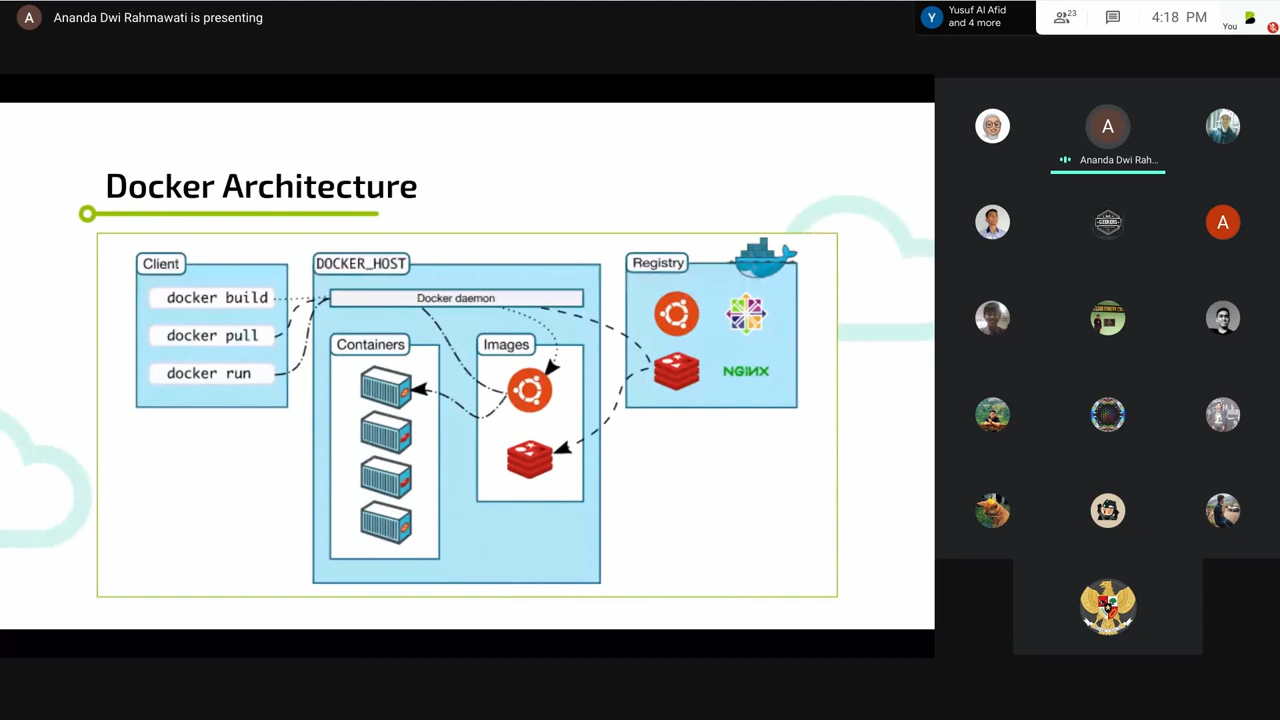 Ananda Dwi Rahmawati is presenting
Yusuf Al Afid
and 4 more
23
4:18 PM
You
Docker Architecture
Client
docker build
docker pull
docker run
DOCKER_HOST
Docker daemon
Containers
Images
Registry
NGINX
A
Y
A
Ananda Dwi Rah...
A
GEEKERS